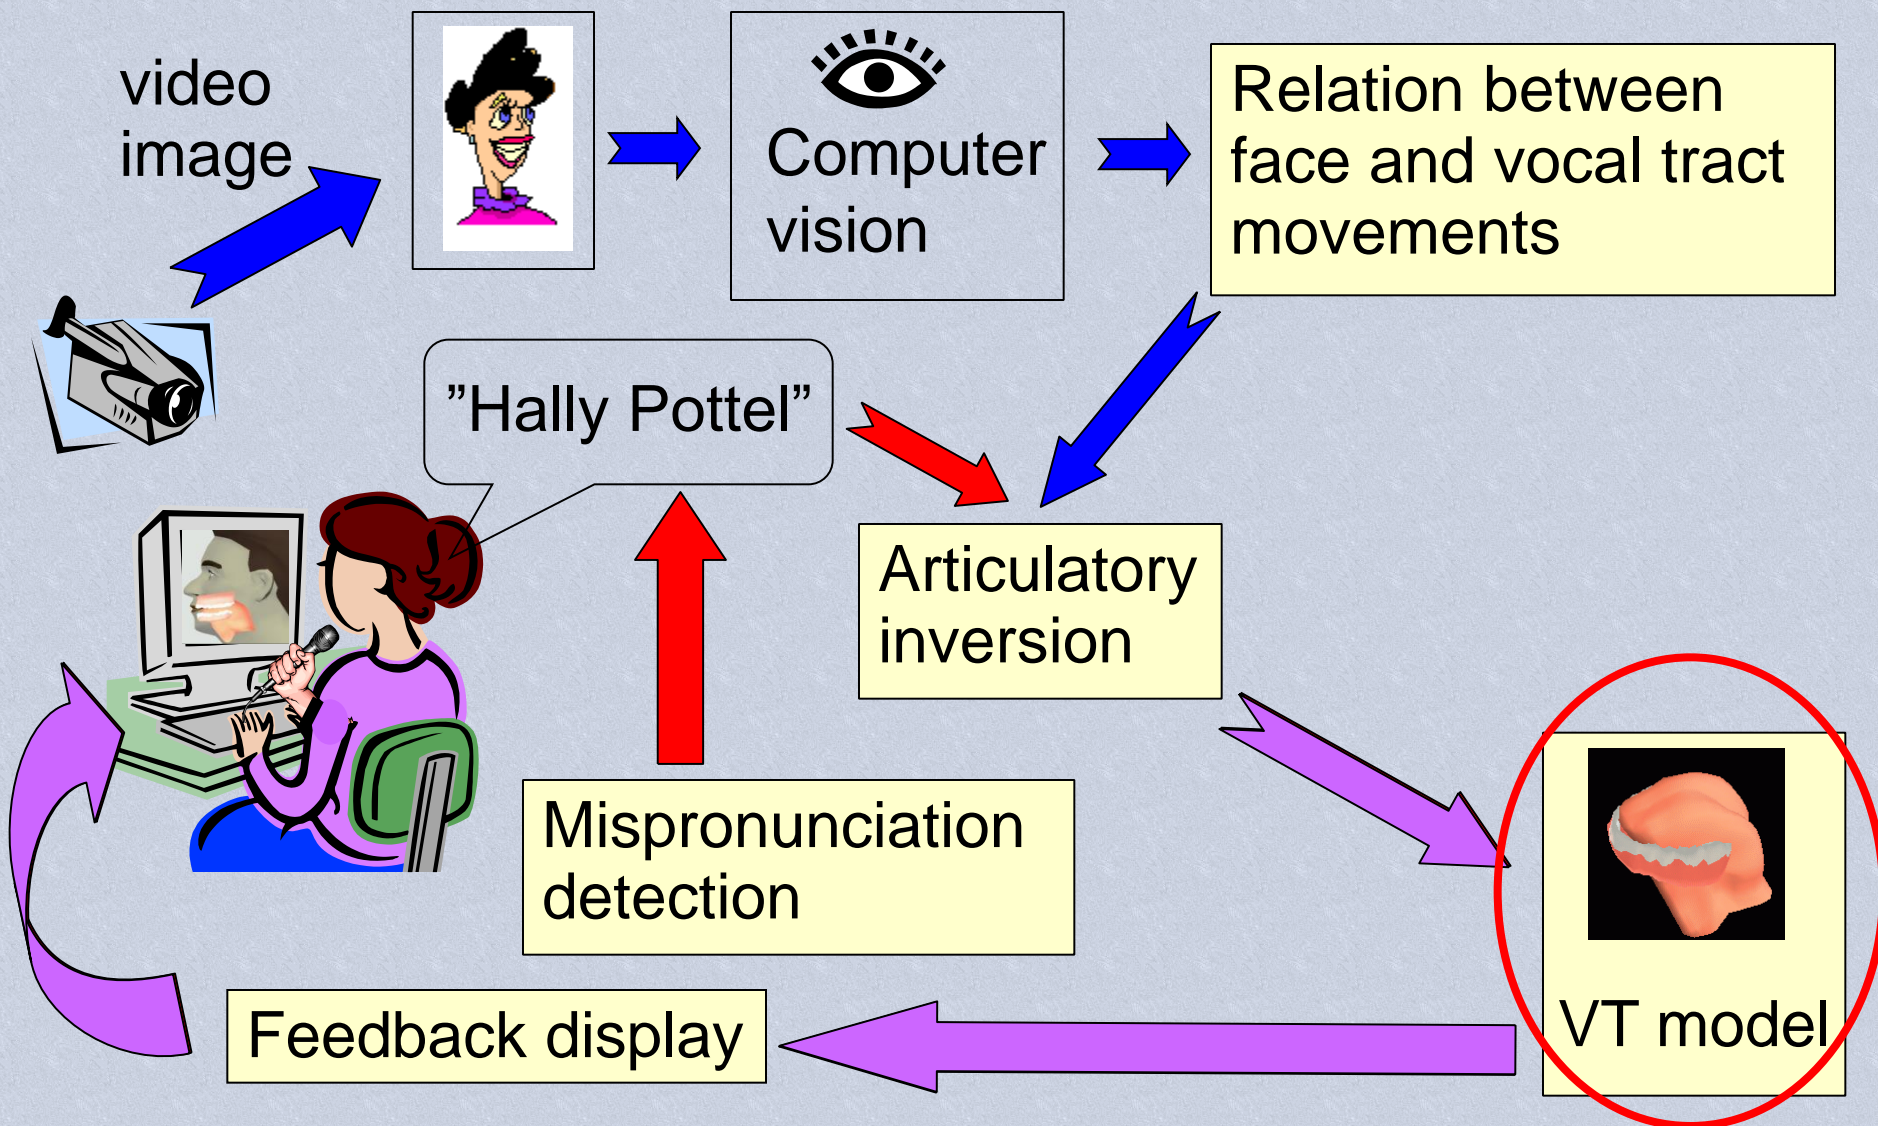 video
image
Computer
vision
Relation between
face and vocal tract
movements
”Hally Pottel”
Articulatory
inversion
Mispronunciation
detection
VT model
Feedback display